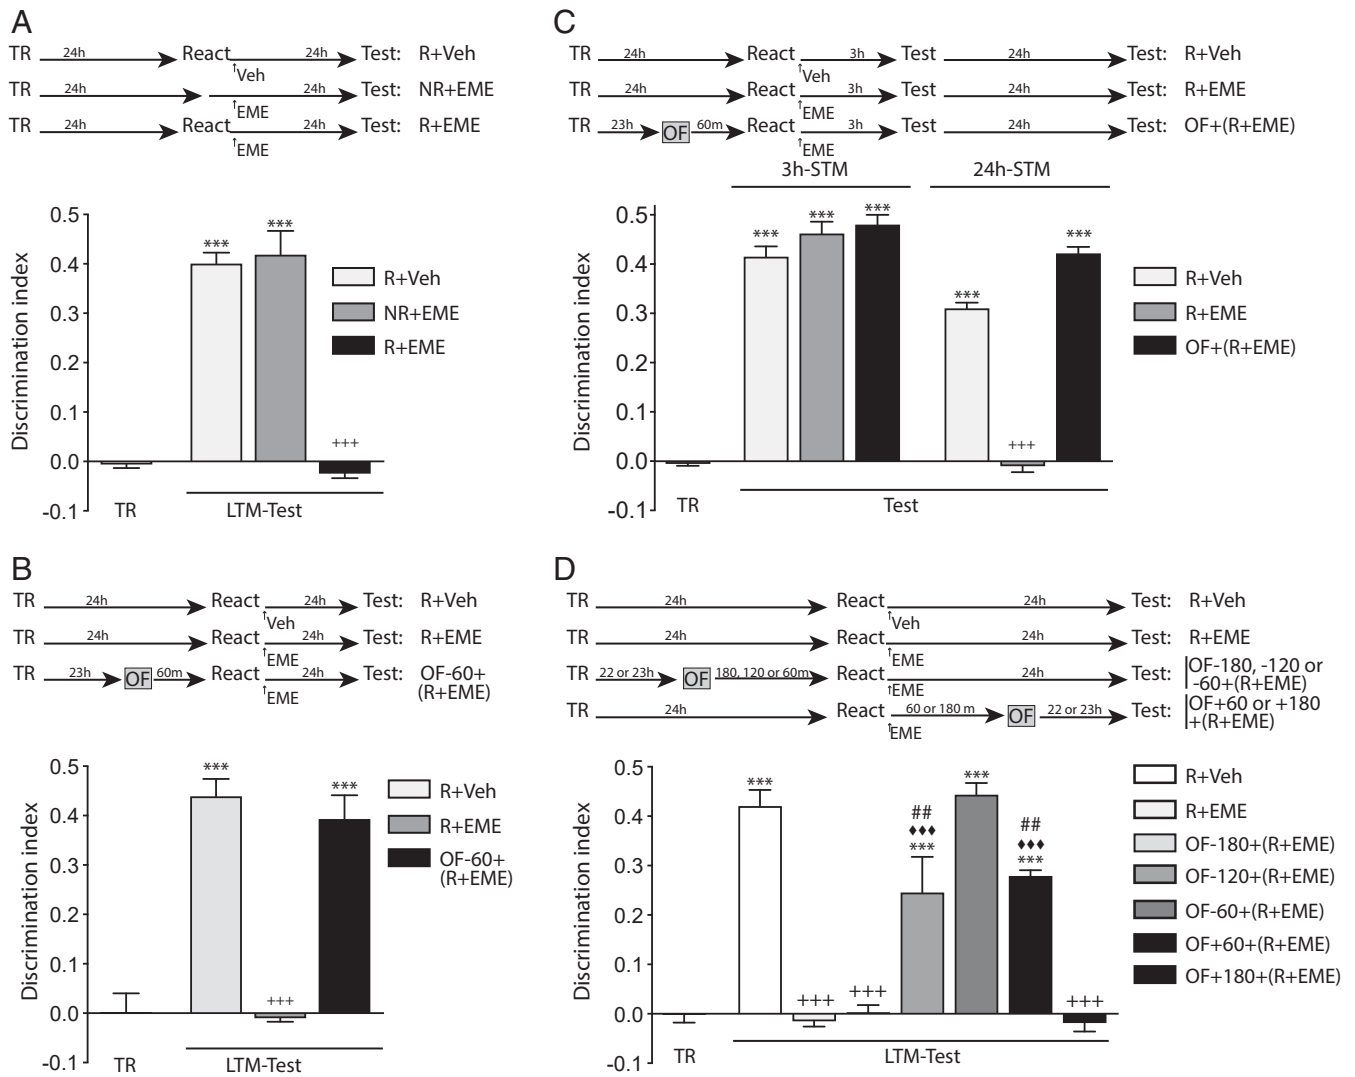 A
TR 24h React 24h Test: R+Veh
↑Veh
TR 24h 24h Test: NR+EME
↑EME
TR 24h React 24h Test: R+EME
↑EME
Discrimination index
0.5
0.4
0.3
0.2
0.1
0.0
-0.1
***
***
+++
R+Veh
NR+EME
R+EME
TR LTM-Test
C
TR 24h React 3h Test 24h Test: R+Veh
↑Veh
TR 24h React 3h Test 24h Test: R+EME
↑EME
TR 23h OF 60m React 3h Test 24h Test: OF+(R+EME)
↑EME
3h-STM 24h-STM
Discrimination index
0.5
0.4
0.3
0.2
0.1
0.0
-0.1
***
***
***
***
+++
***
R+Veh
R+EME
OF+(R+EME)
TR Test
B
TR 24h React 24h Test: R+Veh
↑Veh
TR 24h React 24h Test: R+EME
↑EME
TR 23h OF 60m React 24h Test: OF-60+
(R+EME)
↑EME
Discrimination index
0.5
0.4
0.3
0.2
0.1
0.0
-0.1
***
+++
***
R+Veh
R+EME
OF-60+
(R+EME)
TR LTM-Test
D
TR 24h React 24h Test: R+Veh
↑Veh
TR 24h React 24h Test: R+EME
↑EME
TR 22 or 23h OF 180, 120 or 60m React 24h Test: OF-180, -120 or
-60+(R+EME)
↑EME
TR 24h React 60 or 180 m OF 22 or 23h Test: OF+60 or +180
+(R+EME)
↑EME
Discrimination index
0.5
0.4
0.3
0.2
0.1
0.0
-0.1
***
+++
+++
##
♦♦♦
***
***
##
♦♦♦
***
+++
R+Veh
R+EME
OF-180+(R+EME)
OF-120+(R+EME)
OF-60+(R+EME)
OF+60+(R+EME)
OF+180+(R+EME)
TR LTM-Test